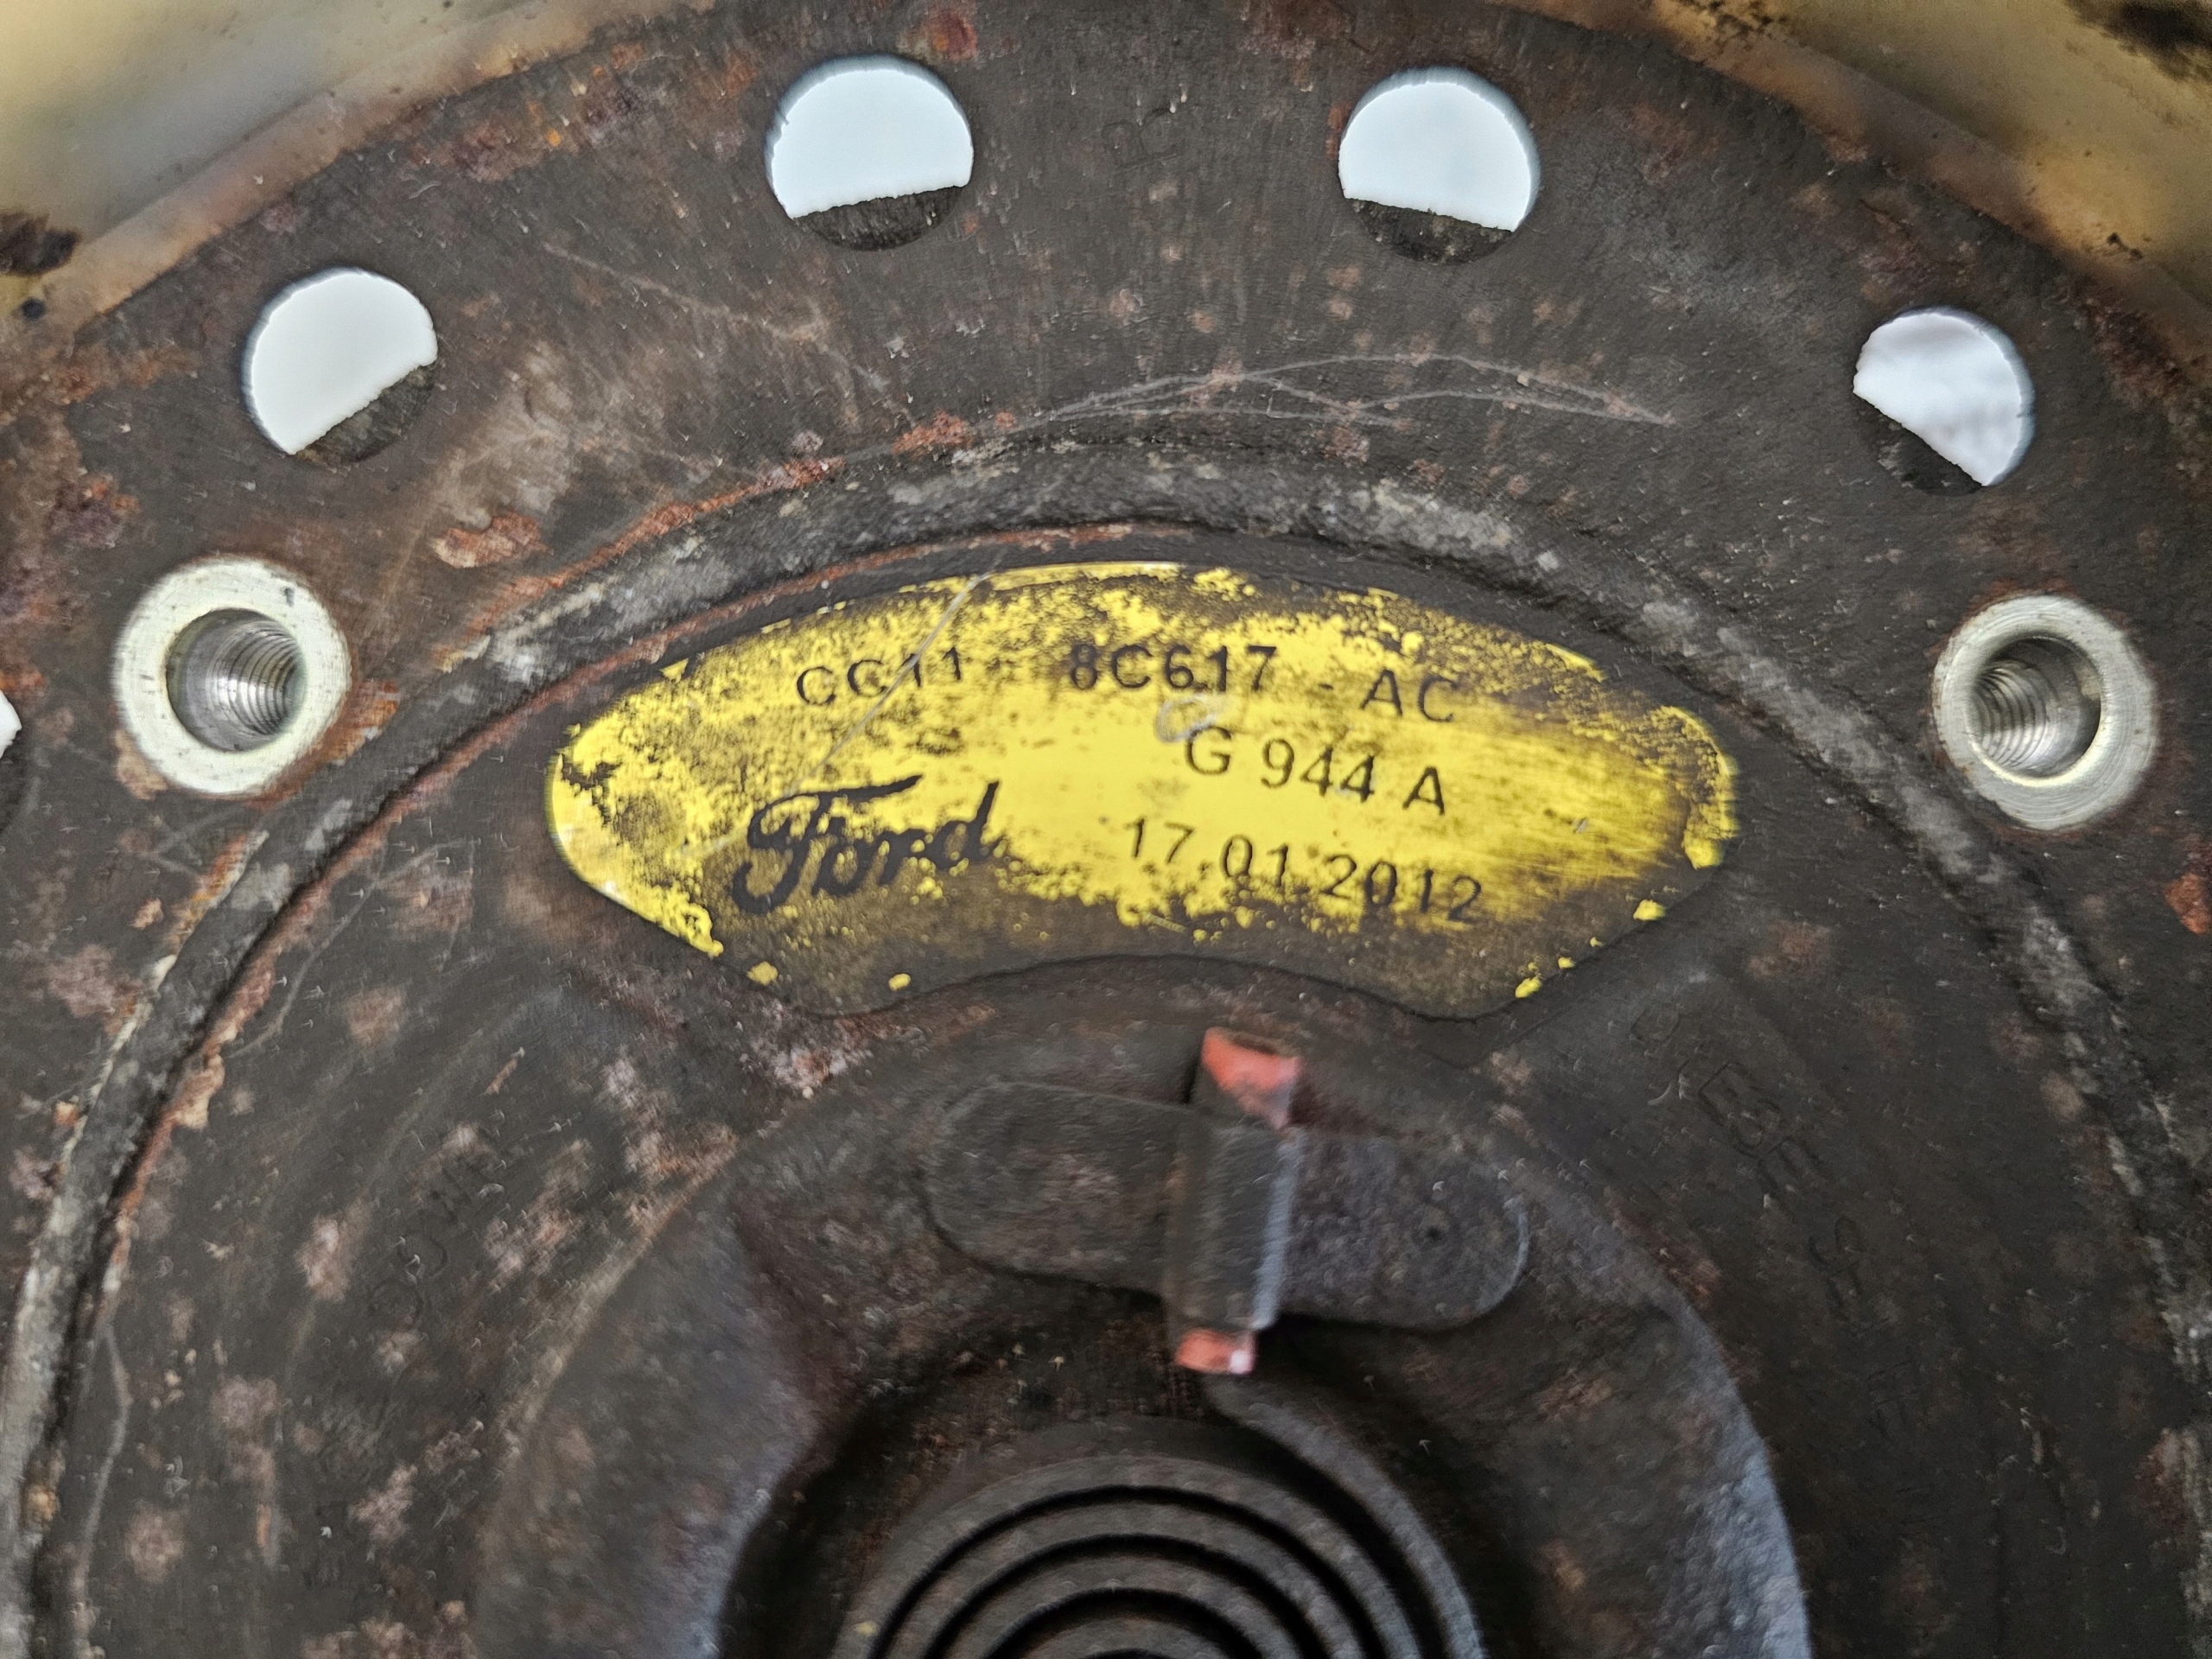 CC11 - 8C617 - AC
G 944 A
Ford 17.01.2012